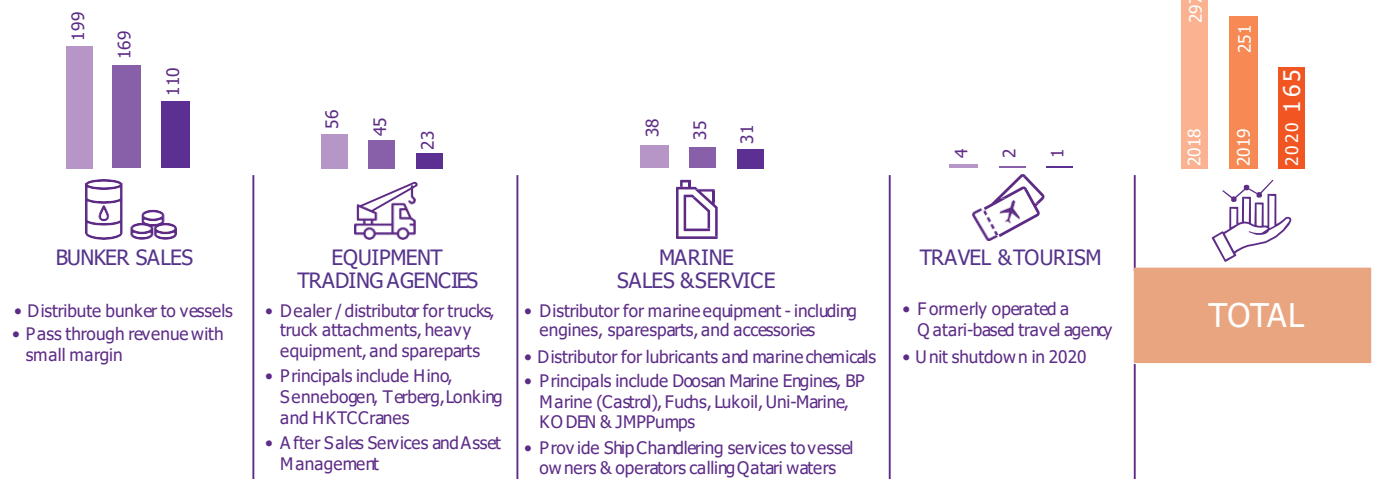 199
169
110
56
45
23
38
35
31
4
2
1
2018 297
2019 251
2020 165
BUNKER SALES
• Distribute bunker to vessels
• Pass through revenue with
small margin
EQUIPMENT
TRADING AGENCIES
• Dealer / distributor for trucks,
truck attachments, heavy
equipment, and spareparts
• Principals include Hino,
Sennebogen, Terberg, Lonking
and HKTCCranes
• After Sales Services and Asset
Management
MARINE
SALES & SERVICE
• Distributor for marine equipment - including
engines, spares parts, and accessories
• Distributor for lubricants and marine chemicals
• Principals include Doosan Marine Engines, BP
Marine (Castrol), Fuchs, Lukoil, Uni-Marine,
KODEN & JMPPumps
• Provide Ship Chandlering services to vessel
owners & operators calling Qatari waters
TRAVEL & TOURISM
• Formerly operated a
Qatari-based travel agency
• Unit shutdown in 2020
TOTAL